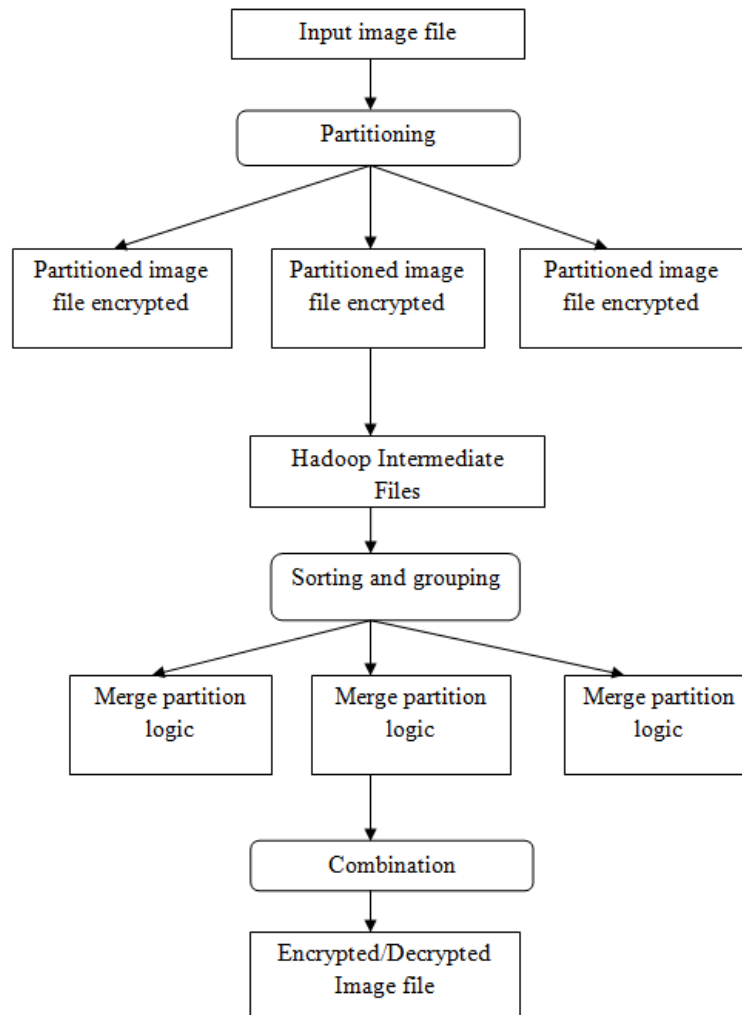 Input image file
Partitioning
Partitioned image
file encrypted
Partitioned image
file encrypted
Partitioned image
file encrypted
Hadoop Intermediate
Files
Sorting and grouping
Merge partition
logic
Merge partition
logic
Merge partition
logic
Combination
Encrypted/Decrypted
Image file